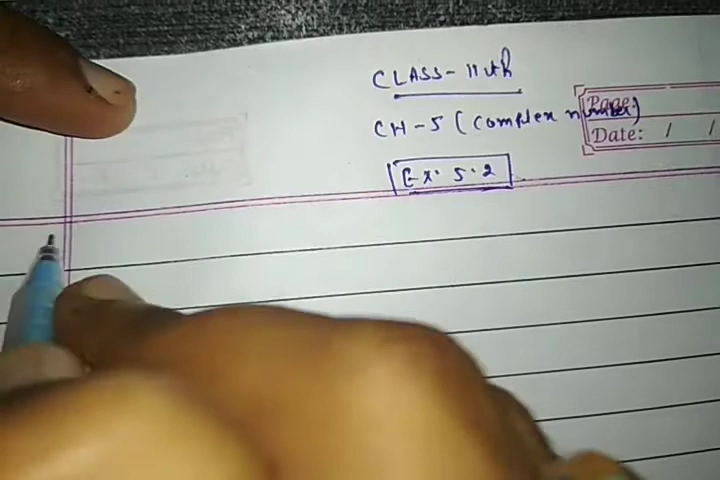 CLASS-11th
CH-5 (Complex number)
Page:
Date: / /
Ex. 5.2